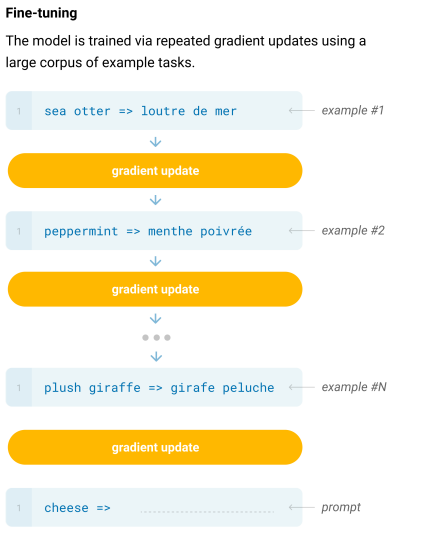 Fine-tuning
The model is trained via repeated gradient updates using a
large corpus of example tasks.
1 sea otter => loutre de mer example #1
gradient update
1 peppermint => menthe poivrée example #2
gradient update
1 plush giraffe => girafe peluche example #N
gradient update
1 cheese => prompt